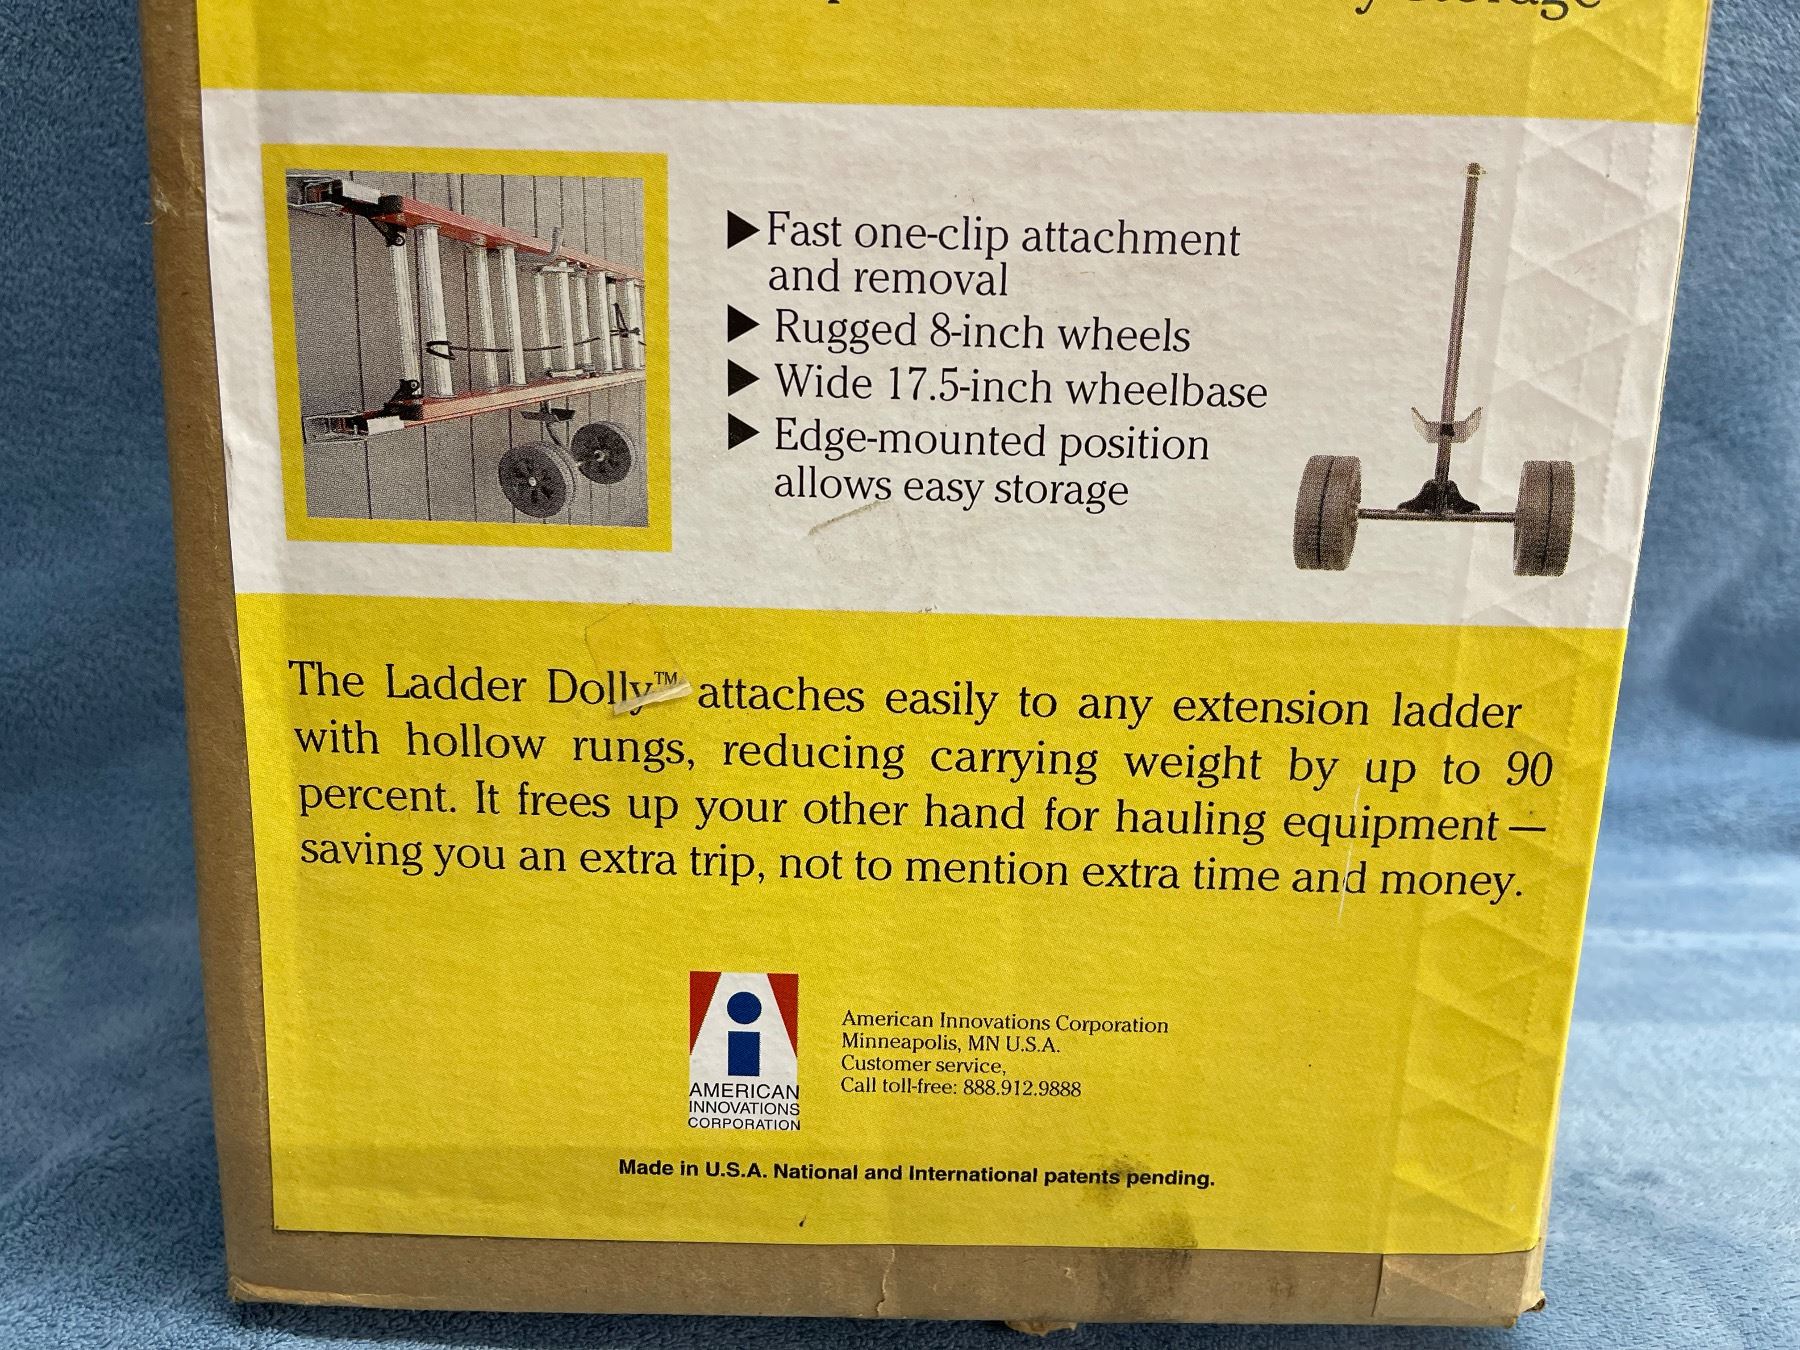 storage
▶Fast one-clip attachment
and removal
▶ Rugged 8-inch wheels
▶ Wide 17.5-inch wheelbase
▶ Edge-mounted position
allows easy storage
The Ladder Dolly™ attaches easily to any extension ladder
with hollow rungs, reducing carrying weight by up to 90
percent. It frees up your other hand for hauling equipment—
saving you an extra trip, not to mention extra time and money.
AMERICAN
INNOVATIONS
CORPORATION
American Innovations Corporation
Minneapolis, MN U.S.A.
Customer service,
Call toll-free: 888.912.9888
Made in U.S.A. National and International patents pending.